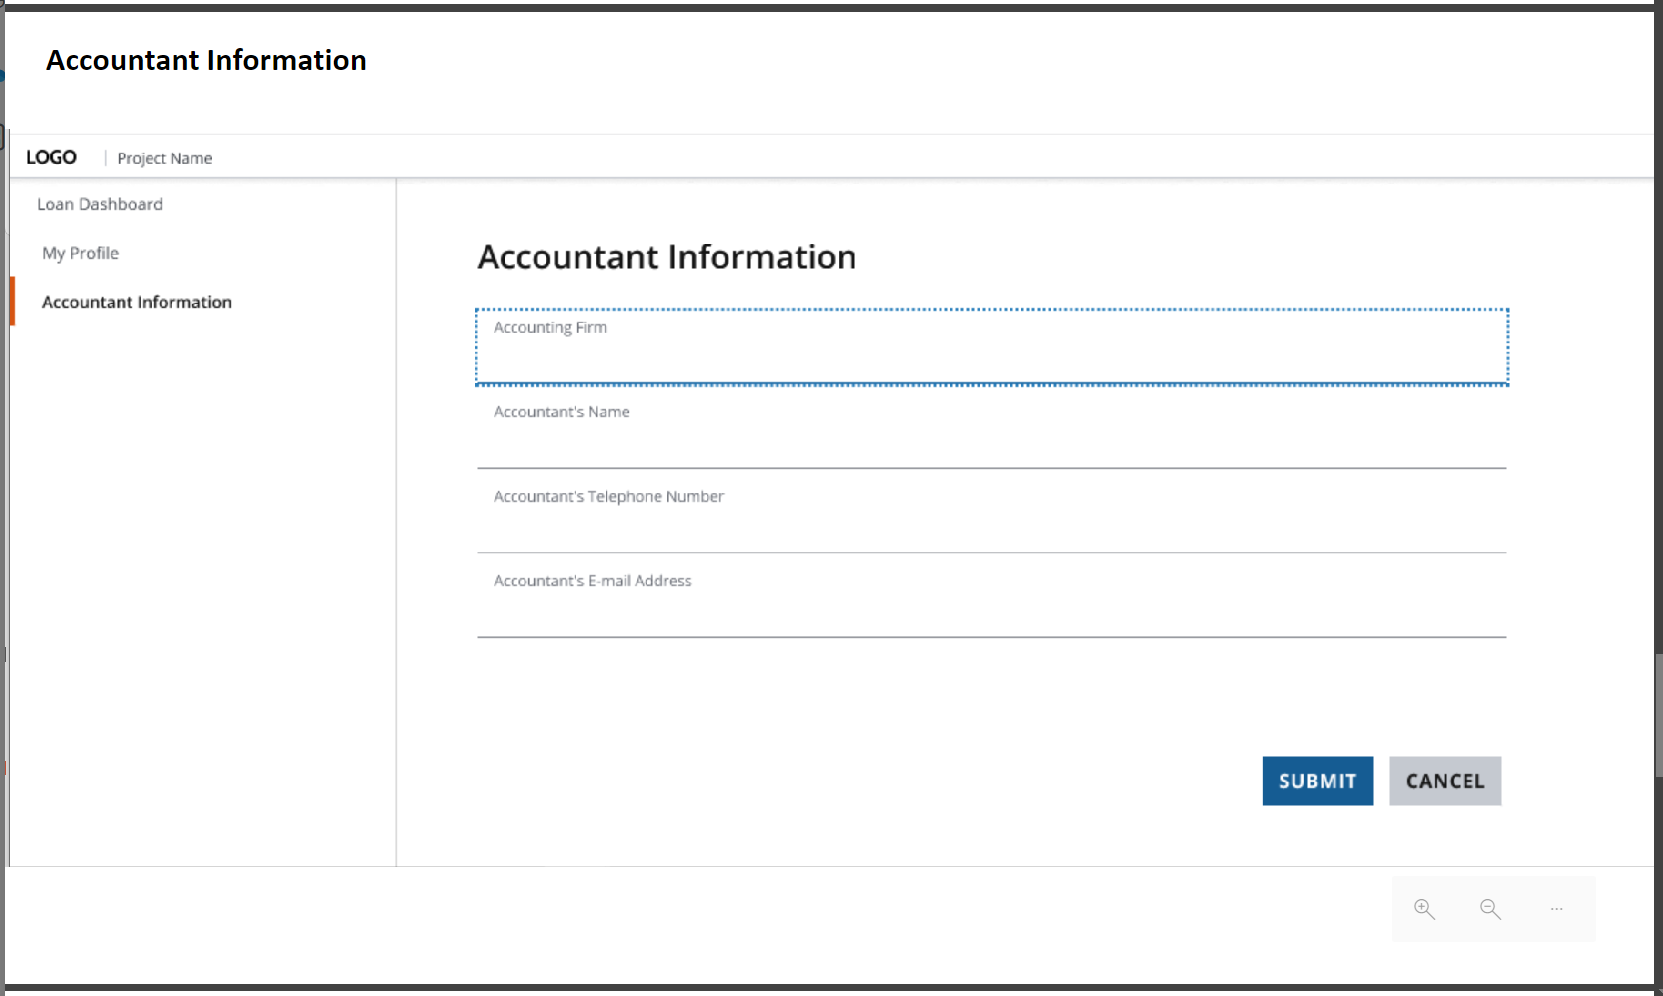 Accountant Information
LOGO | Project Name
Loan Dashboard
My Profile
Accountant Information
Accountant Information
Accounting Firm
Accountant's Name
Accountant's Telephone Number
Accountant's E-mail Address
SUBMIT CANCEL
...